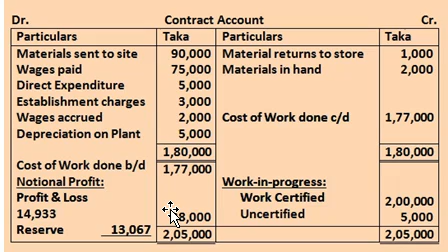 Dr. Contract Account Cr.
Particulars Taka Particulars Taka
Materials sent to site 90,000 Material returns to store 1,000
Wages paid 75,000 Materials in hand 2,000
Direct Expenditure 5,000
Establishment charges 3,000
Wages accrued 2,000 Cost of Work done c/d 1,77,000
Depreciation on Plant 5,000
1,80,000 1,80,000
Cost of Work done b/d 1,77,000
Notional Profit: Work-in-progress:
Profit & Loss Work Certified 2,00,000
14,933 8,000 Uncertified 5,000
Reserve 13,067 2,05,000 2,05,000